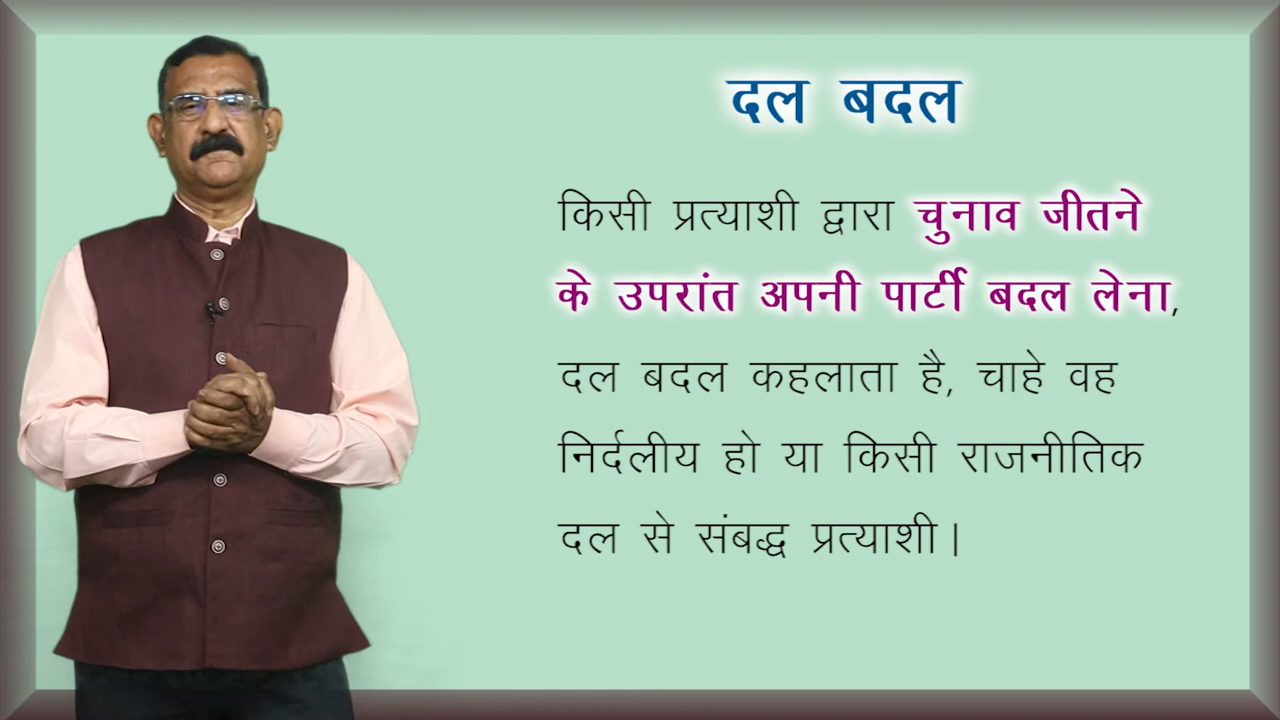 दल बदल
किसी प्रत्याशी द्वारा चुनाव जीतने
के उपरांत अपनी पार्टी बदल लेना,
दल बदल कहलाता है, चाहे वह
निर्दलीय हो या किसी राजनीतिक
दल से संबद्ध प्रत्याशी।